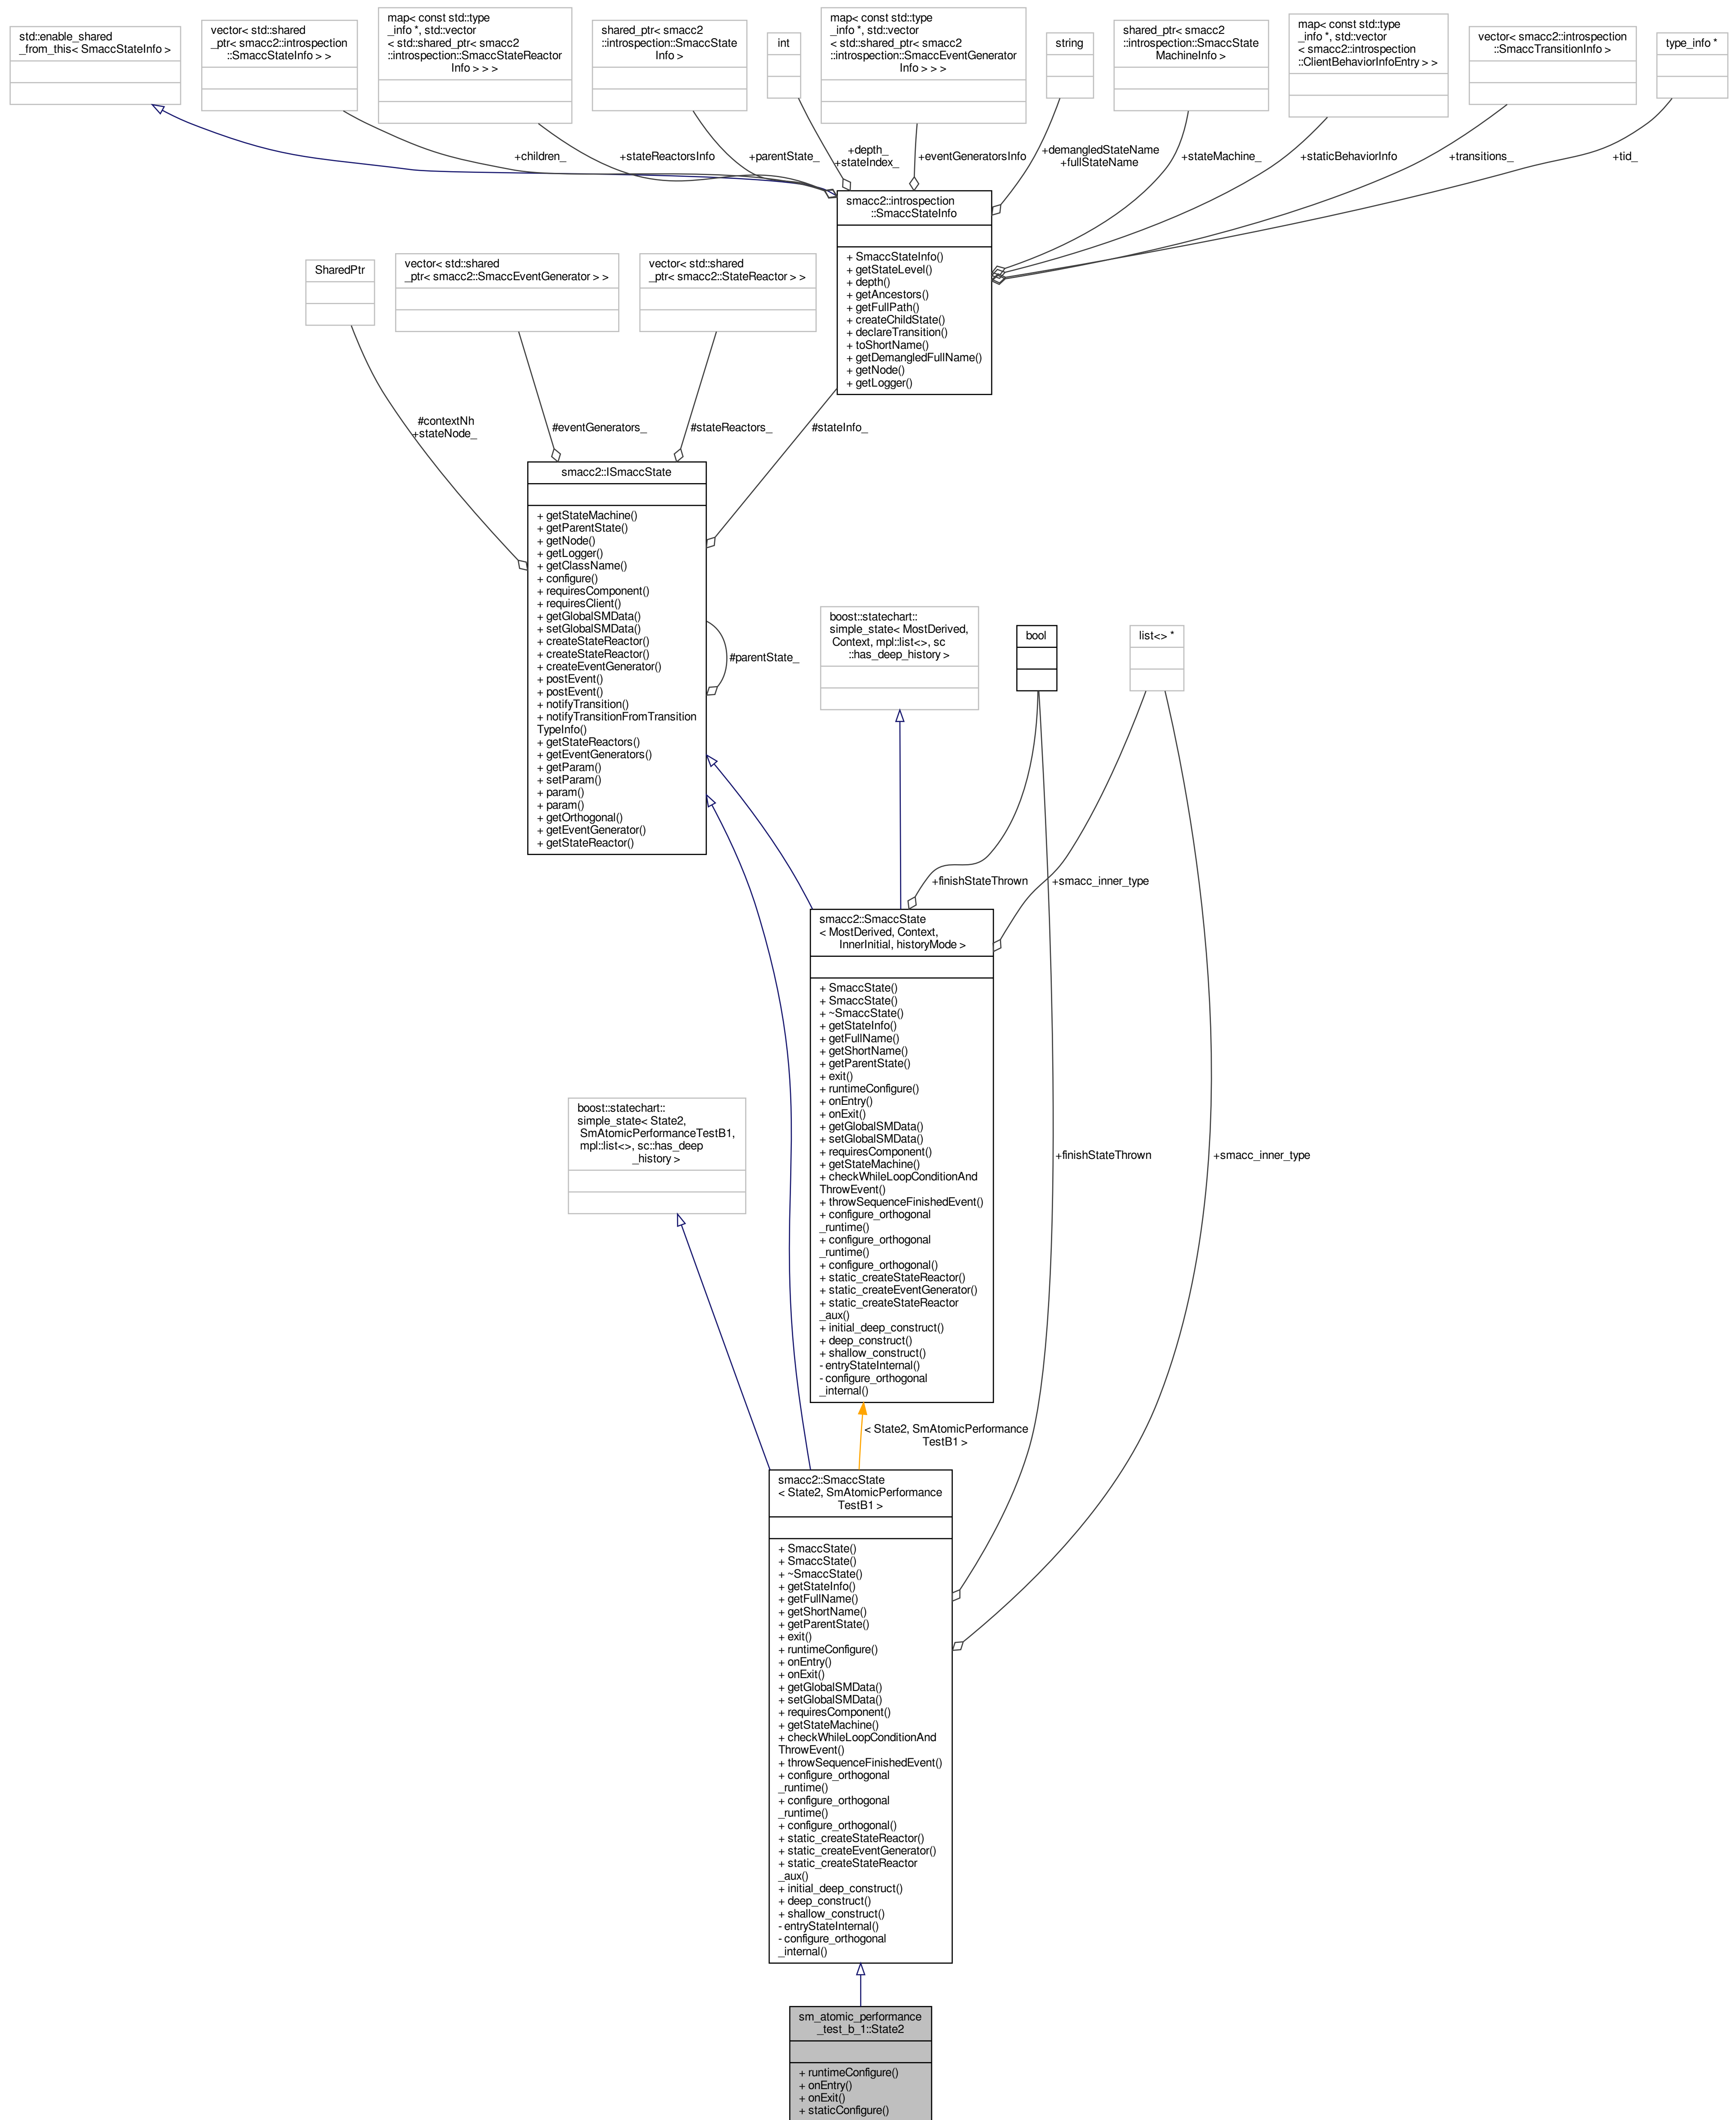 std::enable_shared
_from_this< SmaccStateInfo >
vector< std::shared
_ptr< smacc2::introspection
::SmaccStateInfo > >
map< const std::type
_info *, std::vector
< std::shared_ptr< smacc2
::introspection::SmaccStateReactor
Info > > >
shared_ptr< smacc2
::introspection::SmaccState
Info >
int
map< const std::type
_info *, std::vector
< std::shared_ptr< smacc2
::introspection::SmaccEventGenerator
Info > > >
string
shared_ptr< smacc2
::introspection::SmaccState
MachineInfo >
map< const std::type
_info *, std::vector
< smacc2::introspection
::ClientBehaviorInfoEntry > >
vector< smacc2::introspection
::SmaccTransitionInfo >
type_info *
+children_
+stateReactorsInfo
+parentState_
+depth_
+stateIndex_
+eventGeneratorsInfo
+demangledStateName
+fullStateName
+stateMachine_
+staticBehaviorInfo
+transitions_
+tid_
smacc2::introspection
::SmaccStateInfo
+ SmaccStateInfo()
+ getStateLevel()
+ depth()
+ getAncestors()
+ getFullPath()
+ createChildState()
+ declareTransition()
+ toShortName()
+ getDemangledFullName()
+ getNode()
+ getLogger()
SharedPtr
vector< std::shared
_ptr< smacc2::SmaccEventGenerator > >
vector< std::shared
_ptr< smacc2::StateReactor > >
#contextNh
+stateNode_
#eventGenerators_
#stateReactors_
#stateInfo_
smacc2::ISmaccState
+ getStateMachine()
+ getParentState()
+ getNode()
+ getLogger()
+ getClassName()
+ configure()
+ requiresComponent()
+ requiresClient()
+ getGlobalSMData()
+ setGlobalSMData()
+ createStateReactor()
+ createStateReactor()
+ createEventGenerator()
+ postEvent()
+ postEvent()
+ notifyTransition()
+ notifyTransitionFromTransition
TypeInfo()
+ getStateReactors()
+ getEventGenerators()
+ getParam()
+ setParam()
+ param()
+ param()
+ getOrthogonal()
+ getEventGenerator()
+ getStateReactor()
#parentState_
boost::statechart::
simple_state< MostDerived,
Context, mpl::list<>, sc
::has_deep_history >
bool
list<> *
+finishStateThrown
+smacc_inner_type
smacc2::SmaccState
< MostDerived, Context,
InnerInitial, historyMode >
+ SmaccState()
+ SmaccState()
+ ~SmaccState()
+ getStateInfo()
+ getFullName()
+ getShortName()
+ getParentState()
+ exit()
+ runtimeConfigure()
+ onEntry()
+ onExit()
+ getGlobalSMData()
+ setGlobalSMData()
+ requiresComponent()
+ getStateMachine()
+ checkWhileLoopConditionAnd
ThrowEvent()
+ throwSequenceFinishedEvent()
+ configure_orthogonal
_runtime()
+ configure_orthogonal
_runtime()
+ configure_orthogonal()
+ static_createStateReactor()
+ static_createEventGenerator()
+ static_createStateReactor
_aux()
+ initial_deep_construct()
+ deep_construct()
+ shallow_construct()
- entryStateInternal()
- configure_orthogonal
_internal()
boost::statechart::
simple_state< State2,
SmAtomicPerformanceTestB1,
mpl::list<>, sc::has_deep
_history >
+finishStateThrown
+smacc_inner_type
< State2, SmAtomicPerformance
TestB1 >
smacc2::SmaccState
< State2, SmAtomicPerformance
TestB1 >
+ SmaccState()
+ SmaccState()
+ ~SmaccState()
+ getStateInfo()
+ getFullName()
+ getShortName()
+ getParentState()
+ exit()
+ runtimeConfigure()
+ onEntry()
+ onExit()
+ getGlobalSMData()
+ setGlobalSMData()
+ requiresComponent()
+ getStateMachine()
+ checkWhileLoopConditionAnd
ThrowEvent()
+ throwSequenceFinishedEvent()
+ configure_orthogonal
_runtime()
+ configure_orthogonal
_runtime()
+ configure_orthogonal()
+ static_createStateReactor()
+ static_createEventGenerator()
+ static_createStateReactor
_aux()
+ initial_deep_construct()
+ deep_construct()
+ shallow_construct()
- entryStateInternal()
- configure_orthogonal
_internal()
sm_atomic_performance
_test_b_1::State2
+ runtimeConfigure()
+ onEntry()
+ onExit()
+ staticConfigure()